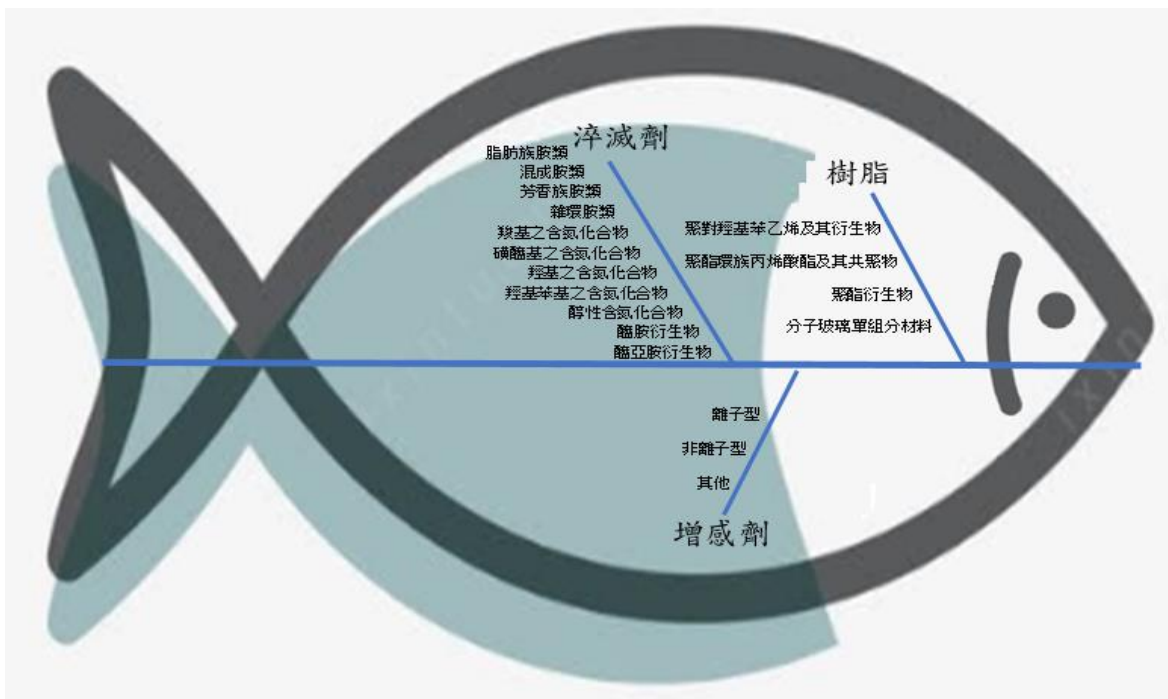 淬滅劑
脂肪族胺類
混成胺類
芳香族胺類
雜環胺類
羧基之含氮化合物
磺醯基之含氮化合物
羥基之含氮化合物
羥基苯基之含氮化合物
醇性含氮化合物
醯胺衍生物
醯亞胺衍生物
樹脂
聚對羥基苯乙烯及其衍生物
聚酯環族丙烯酸酯及其共聚物
聚酯衍生物
分子玻璃單組分材料
離子型
非離子型
其他
增感劑